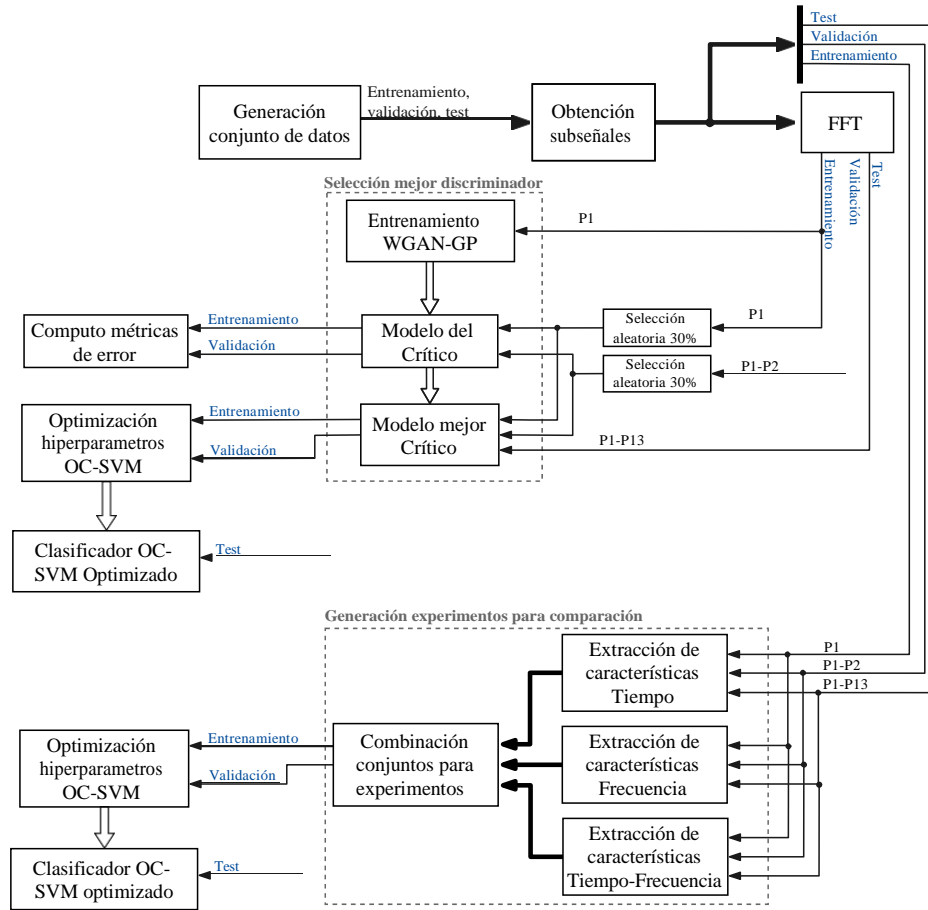 Test
Validación
Entrenamiento
Entrenamiento,
validación, test
Generación
conjunto de datos
Obtención
subseñales
FFT
Entrenamiento
Validación
Test
Selección mejor discriminador
Entrenamiento
WGAN-GP
P1
Computo métricas
de error
Entrenamiento
Validación
Modelo del
Crítico
Selección
aleatoria 30%
P1
Selección
aleatoria 30%
P1-P2
Optimización
hiperparametros
OC-SVM
Entrenamiento
Validación
Modelo mejor
Crítico
P1-P13
Clasificador OC-
SVM Optimizado
Test
Generación experimentos para comparación
Extracción de
características
Tiempo
P1
P1-P2
P1-P13
Optimización
hiperparametros
OC-SVM
Entrenamiento
Validación
Combinación
conjuntos para
experimentos
Extracción de
características
Frecuencia
Extracción de
características
Tiempo-Frecuencia
Clasificador OC-
SVM optimizado
Test